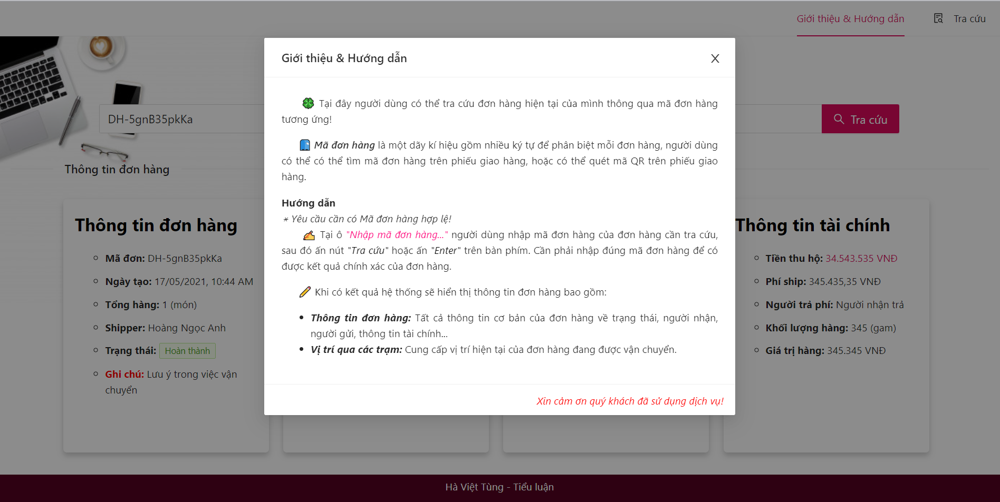 Giới thiệu & Hướng dẫn
Tra cứu
DH-5gnB35pkKa
Tra cứu
Thông tin đơn hàng
Thông tin đơn hàng
Mã đơn: DH-5gnB35pkKa
Ngày tạo: 17/05/2021, 10:44 AM
Tổng hàng: 1 (món)
Shipper: Hoàng Ngọc Anh
Trạng thái: Hoàn thành
Ghi chú: Lưu ý trong việc vận
chuyển
Giới thiệu & Hướng dẫn
Tại đây người dùng có thể tra cứu đơn hàng hiện tại của mình thông qua mã đơn hàng
tương ứng!
Mã đơn hàng là một dãy kí hiệu gồm nhiều ký tự để phân biệt mỗi đơn hàng, người dùng
có thể có thể tìm mã đơn hàng trên phiếu giao hàng, hoặc có thể quét mã QR trên phiếu giao
hàng.
Hướng dẫn
* Yêu cầu cần có Mã đơn hàng hợp lệ!
Tại ô "Nhập mã đơn hàng..." người dùng nhập mã đơn hàng của đơn hàng cần tra cứu,
sau đó ấn nút "Tra cứu" hoặc ấn "Enter" trên bàn phím. Cần phải nhập đúng mã đơn hàng để có
được kết quả chính xác của đơn hàng.
Khi có kết quả hệ thống sẽ hiển thị thông tin đơn hàng bao gồm:
Thông tin đơn hàng: Tất cả thông tin cơ bản của đơn hàng về trạng thái, người nhận,
người gửi, thông tin tài chính...
Vị trí qua các trạm: Cung cấp vị trí hiện tại của đơn hàng đang được vận chuyển.
Xin cảm ơn quý khách đã sử dụng dịch vụ!
Thông tin tài chính
Tiền thu hộ: 34.543.535 VNĐ
Phí ship: 345.435,35 VNĐ
Người trả phí: Người nhận trả
Khối lượng hàng: 345 (gam)
Giá trị hàng: 345.345 VNĐ
Hà Việt Tùng - Tiểu luận